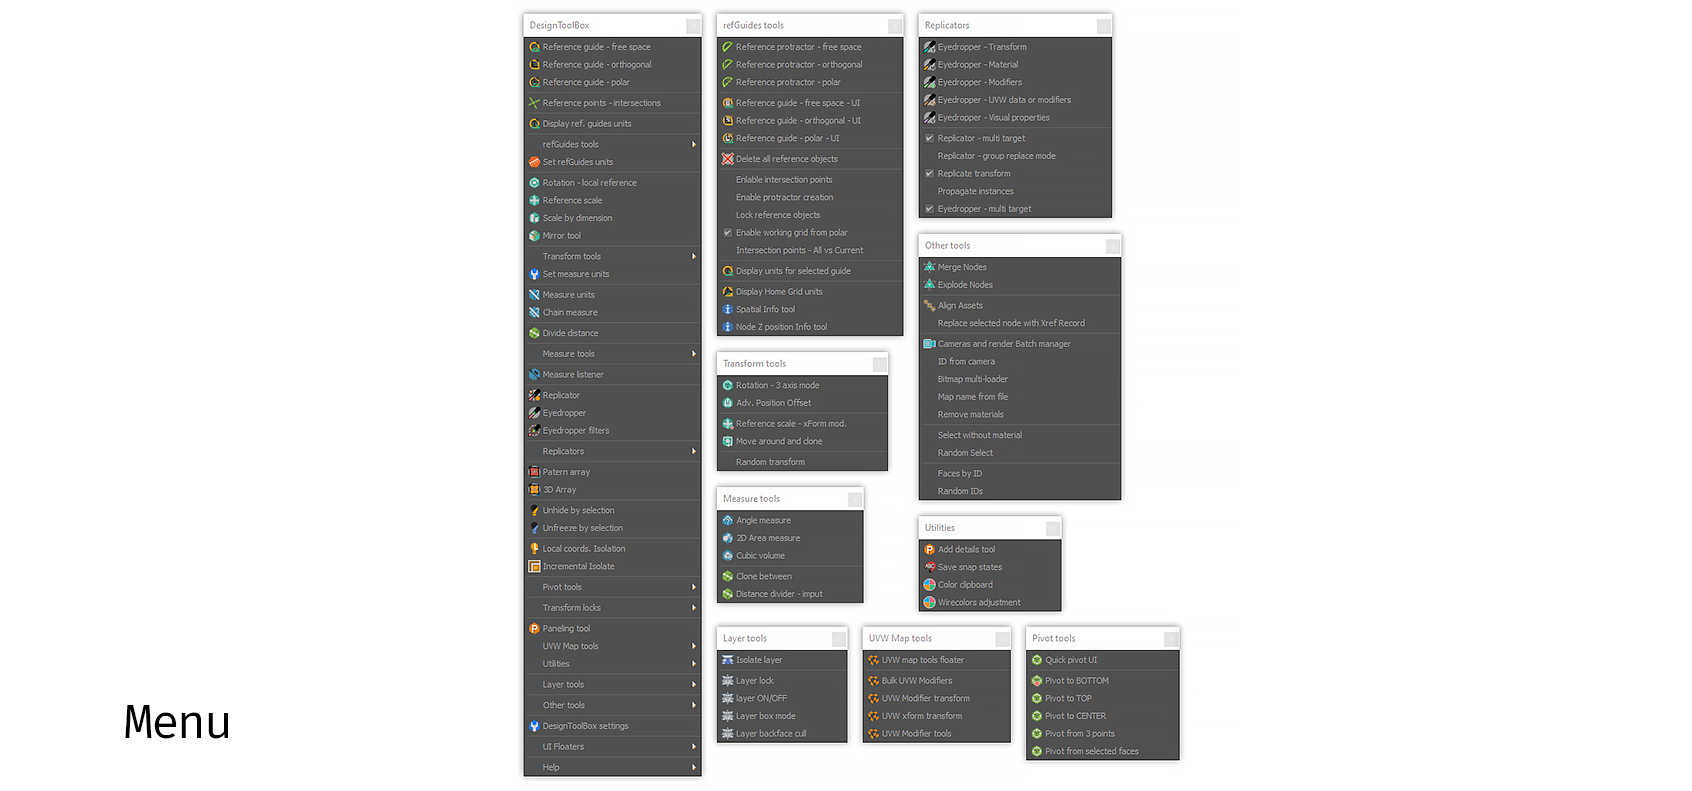 DesignToolBox
Reference guide - free space
Reference guide - orthogonal
Reference guide - polar
Reference points - intersections
Display ref. guides units
refGuides tools
Set refGuides units
Rotation - local reference
Reference scale
Scale by dimension
Mirror tool
Transform tools
Set measure units
Measure units
Chain measure
Divide distance
Measure tools
Measure listener
Replicator
Eyedropper
Eyedropper filters
Replicators
Patern array
3D Array
Unhide by selection
Unfreeze by selection
Local coords. Isolation
Incremental Isolate
Pivot tools
Transform locks
Paneling tool
UVW Map tools
Utilities
Layer tools
Other tools
DesignToolBox settings
UI Floaters
Help
refGuides tools
Reference protractor - free space
Reference protractor - orthogonal
Reference protractor - polar
Reference guide - free space - UI
Reference guide - orthogonal - UI
Reference guide - polar - UI
Delete all reference objects
Enlable intersection points
Enable protractor creation
Lock reference objects
Enable working grid from polar
Intersection points - All vs Current
Display units for selected guide
Display Home Grid units
Spatial Info tool
Node Z position Info tool
Transform tools
Rotation - 3 axis mode
Adv. Position Offset
Reference scale - xForm mod.
Move around and clone
Random transform
Measure tools
Angle measure
2D Area measure
Cubic volume
Clone between
Distance divider - imput
Layer tools
Isolate layer
Layer lock
layer ON/OFF
Layer box mode
Layer backface cull
Replicators
Eyedropper - Transform
Eyedropper - Material
Eyedropper - Modifiers
Eyedropper - UVW data or modifiers
Eyedropper - Visual properties
Replicator - multi target
Replicator - group replace mode
Replicate transform
Propagate instances
Eyedropper - multi target
Other tools
Merge Nodes
Explode Nodes
Align Assets
Replace selected node with Xref Record
Cameras and render Batch manager
ID from camera
Bitmap multi-loader
Map name from file
Remove materials
Select without material
Random Select
Faces by ID
Random IDs
Utilities
Add details tool
Save snap states
Color clipboard
Wirecolors adjustment
UVW Map tools
UVW map tools floater
Bulk UVW Modifiers
UVW Modifier transform
UVW xform transform
UVW Modifier tools
Pivot tools
Quick pivot UI
Pivot to BOTTOM
Pivot to TOP
Pivot to CENTER
Pivot from 3 points
Pivot from selected faces
Menu